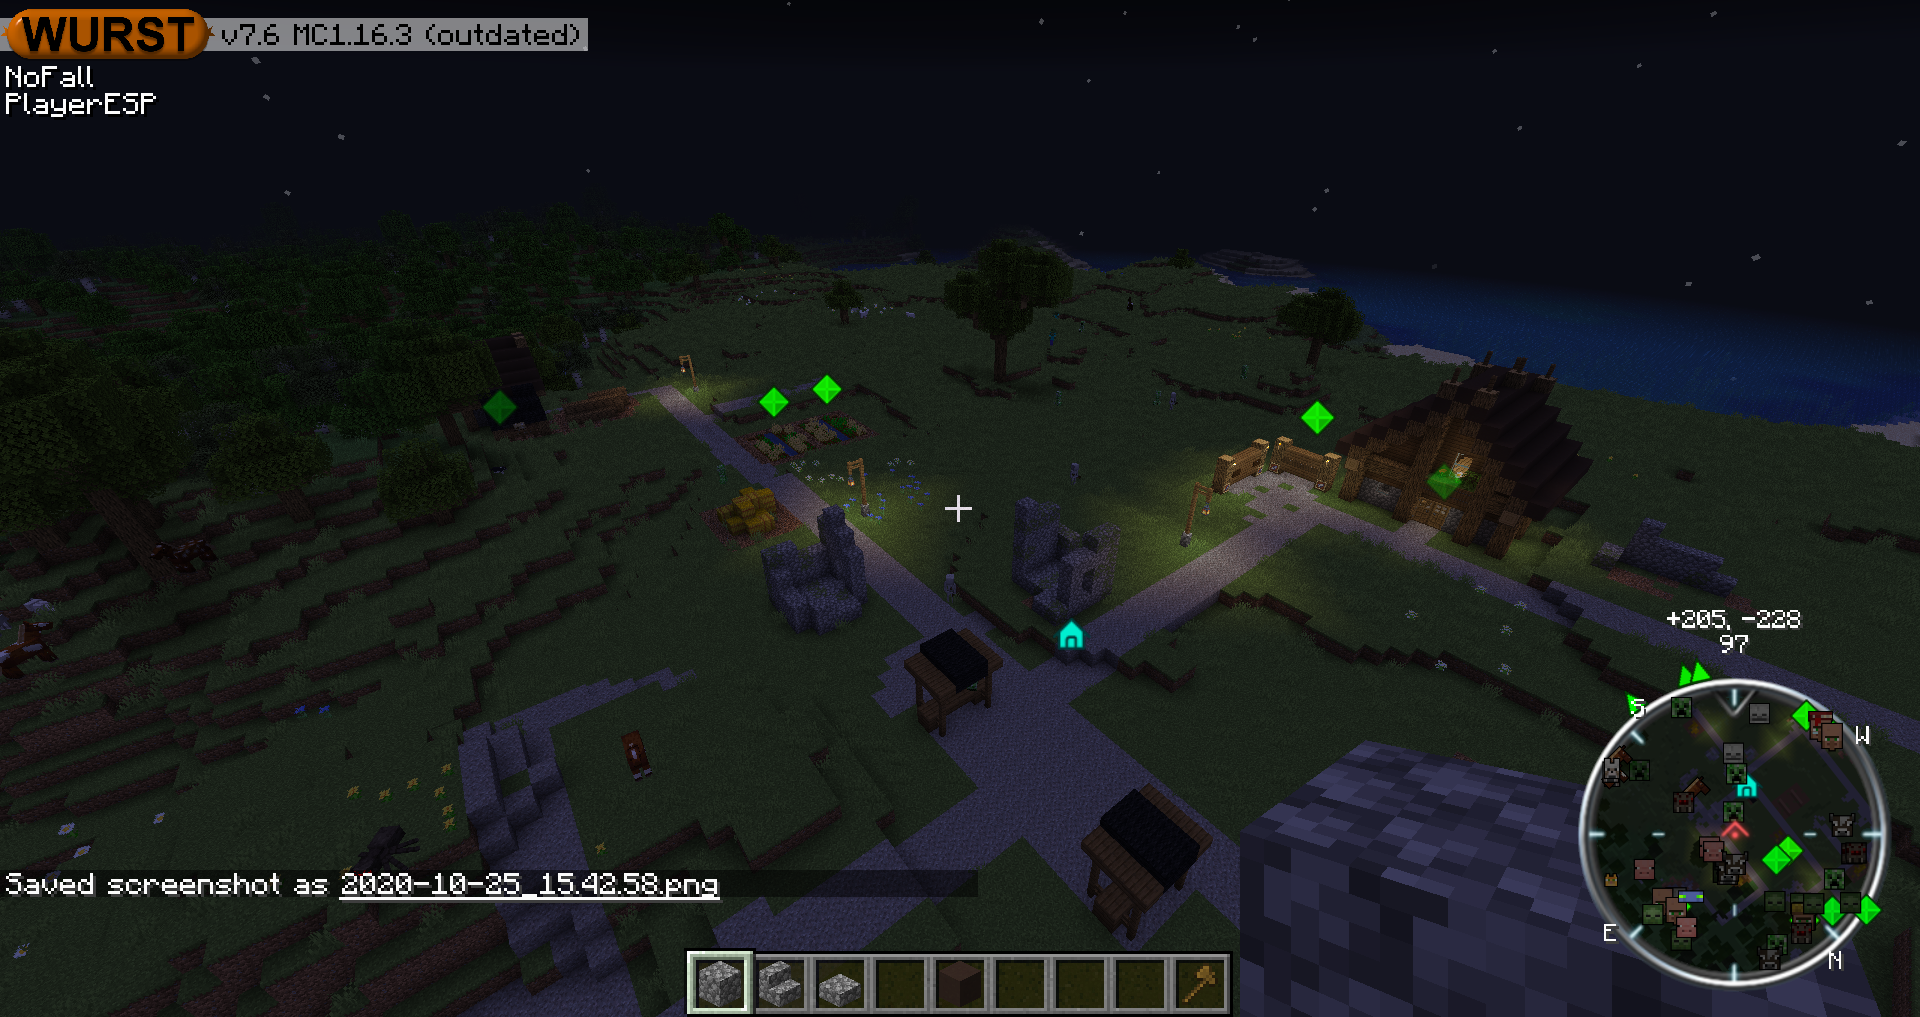 WURST v7.6 MC1.16.3 (outdated)
NoFall
PlayerESP
+205, -228
97
S
W
E
N
Saved screenshot as 2020-10-25_15.42.58.png